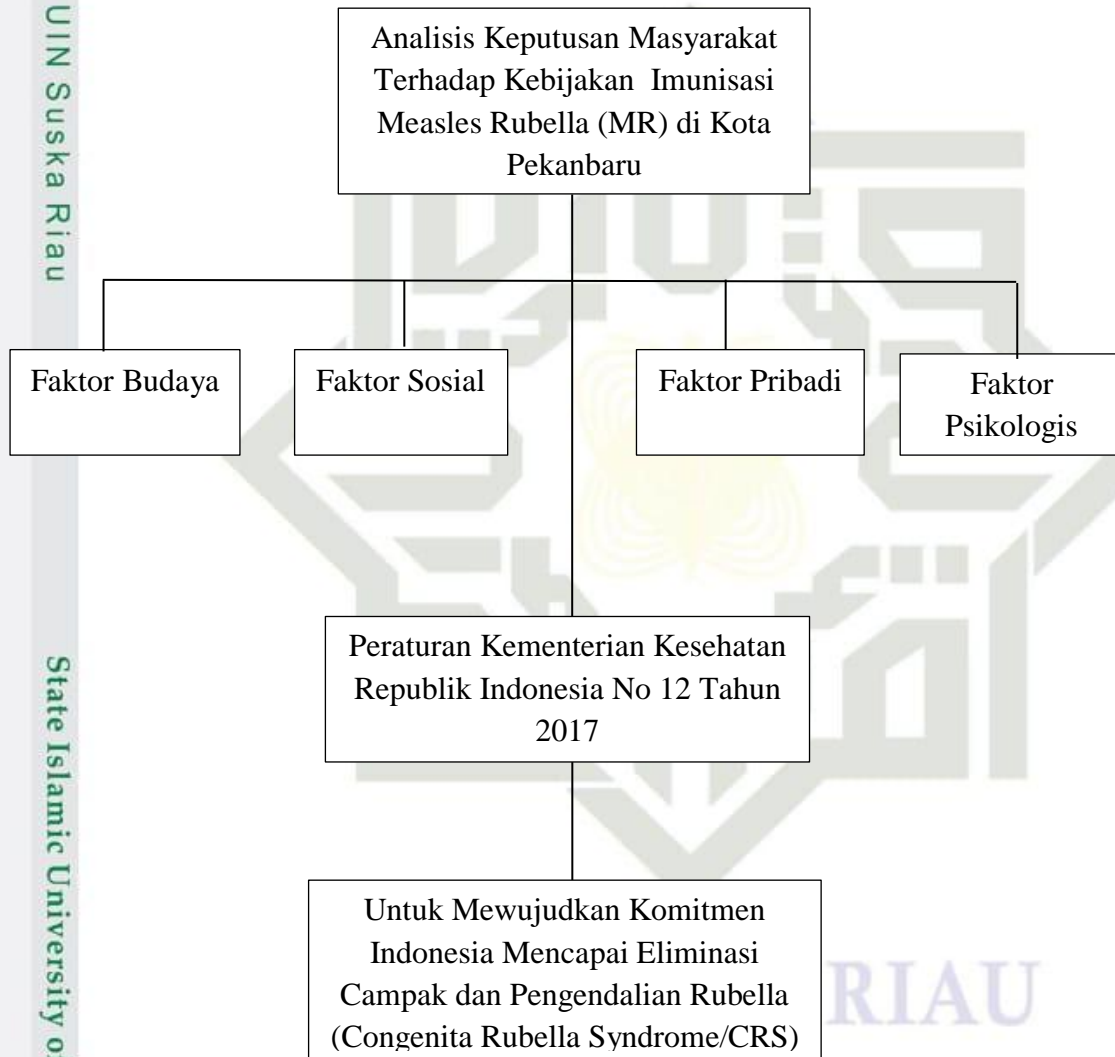 UIN Suska Riau
State Islamic University of
Analisis Keputusan Masyarakat
Terhadap Kebijakan Imunisasi
Measles Rubella (MR) di Kota
Pekanbaru
Faktor Budaya
Faktor Sosial
Faktor Pribadi
Faktor
Psikologis
Peraturan Kementerian Kesehatan
Republik Indonesia No 12 Tahun
2017
Untuk Mewujudkan Komitmen
Indonesia Mencapai Eliminasi
Campak dan Pengendalian Rubella
(Congenita Rubella Syndrome/CRS)
RIAU